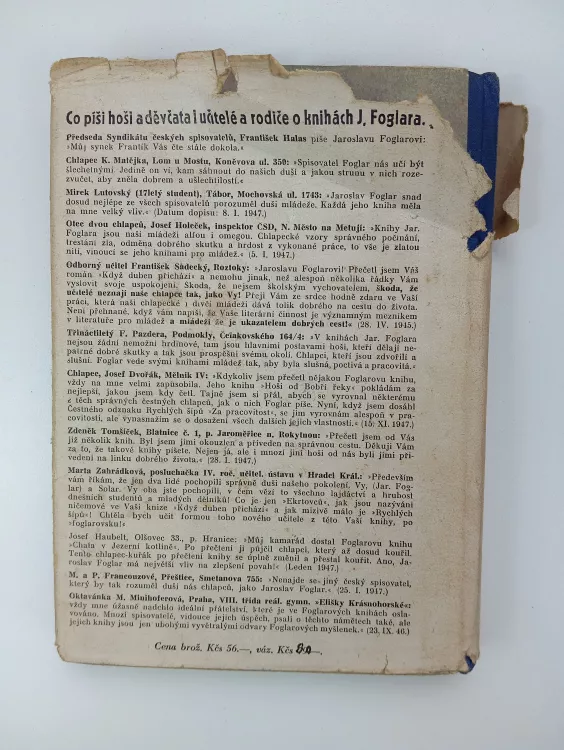 Co píší hoši a děvčata i učitelé a rodiče o knihách J. Foglara.
Předseda Syndikátu českých spisovatelů, František Halas píše Jaroslavu Foglarovi:
»Můj synek Frantík Vás čte stále dokola.«
Chlapec K. Matějka, Lom u Mostu, Koněvova ul. 350: »Spisovatel Foglar nás učí být
šlechetnými. Jedině on ví, kam sáhnout do našich duší a jakou strunu v nich roze-
zvučet, aby zněla dobrem a ušlechtilostí.«
Mirek Lutovský (17letý student), Tábor, Mochovská ul. 1743: »Jaroslav Foglar snad
dosud nejlépe ze všech spisovatelů porozuměl duši mládeže. Každá jeho kniha měla
na mne velký vliv.« (Datum dopisu: 8. I. 1947.)
Otec dvou chlapců, Josef Holeček, inspektor ČSD, N. Město na Metují: »Knihy Jar.
Foglara jsou naší mládeži alfou i omegou. Chlapecké vzory správného počínání,
trestání zla, odměna dobrého skutku a hrdost z vykonané práce, to vše je zlatou
nití, vinoucí se jeho knihami pro mládež.« (5. I. 1947.)
Odborný učitel František Sádecký, Roztoky: »Jaroslavu Foglarovi! Přečetl jsem Váš
román »Když duben přichází« a nemohu jinak, než alespoň několika řádky Vám
vyslovit svoje uspokojení. Škoda, že nejsem školským vychovatelem, škoda, že
učitelé neznají naše chlapce tak, jako Vy! Přeji Vám ze srdce hodně zdaru ve Vaší
práci, která naší chlapecké i dívčí mládeži dává tolik dobrého na cestu do života.
Není přehnané, když vám napíši, že Vaše literární činnost je významným mezníkem
v literatuře pro mládež a mládeži že je ukazatelem dobrých cest!« (28. IV. 1945.)
Třináctiletý F. Pazdera, Podmokly, Čeňakovského 164/4: »V knihách Jar. Foglara
nejsou žádní nemožní hrdinové, tam jsou hlavními postavami hoši, kteří dělají ne-
patrné dobré skutky a tak jsou prospěšní svému okolí. Chlapci, kteří jsou zdvořilí a
slušní. Foglar vede svými knihami mládež tak, aby byla slušná, poctivá a pracovitá.«
Chlapec, Josef Dvořák, Mělník IV: »Kdykoliv jsem přečetl nějakou Foglarovu knihu,
vždy na mne velmi zapůsobila. Jeho knihu »Hoši od Bobří řeky« pokládám za
nejlepší, jakou jsem kdy četl. Tajně jsem si přál, abych se vyrovnal některému
z těch správných čestných chlapců, jak o nich Foglar píše. Nyní, když jsem dosáhl
Čestného odznaku Rychlých šípů »Za pracovitost«, se jim vyrovnám alespoň v pra-
covitosti, ale vynasnažím se o dosažení všech dalších jejich vlastností.« (15. XI. 1947.)
Zdeněk Tomšíček, Blatnice č. 1, p. Jaroměřice n. Rokytnou: »Přečetl jsem od Vás
již několik knih. Byl jsem jimi okouzlen a přiveden na správnou cestu. Děkuji Vám
za to, že takové knihy píšete. Nejen já, ale i mnozí jiní hoši od nás byli jimi při-
vedeni na linku dobrého života.« (28. I. 1947.)
Marta Zahrádková, posluchačka IV. roč. učitel. ústavu v Hradci Král.: »Především
vám říkám, že jen dva lidé pochopili správně duši našeho pokolení. Vy, (Jar. Fog-
lar) a Solar. Vy oba jste pochopili, v čem vězí to všechno lajdáctví a hrubost
dnešních studentů a mladých dělníků! Co je jen »Ekrtovců«, jak jsou nazýváni
ničemové ve Vaší knize »Když duben přichází« a jak mizivě málo je »Rychlých
šípů«! Chtěla bych učit formou toho nového učitele z této Vaší knihy, po
»foglarovsku!«
Josef Haubelt, Olšovec 33., p. Hranice: »Můj kamarád dostal Foglarovu knihu
»Chata v Jezerní kotlině«. Po přečtení ji půjčil chlapci, který až dosud kouřil.
Tento chlapec-kuřák po přečtení knihy se úplně změnil a přestal kouřit. Ano, Ja-
roslav Foglar má největší vliv na zlepšení povah!« (Leden 1947.)
M. a P. Francouzové, Přeštice, Smetanova 755: »Nenajde se jiný český spisovatel,
který by tak rozuměl duši nás chlapců, jako Jaroslav Foglar.« (25. I. 1947.)
Oktavánka M. Minihoferová, Praha, VIII. třída reál. gymn. »Elišky Krásnohorské«:
vždy mne úžasně nadchlo ideální přátelství, které je ve Foglarových knihách osla-
vováno. Mnozí spisovatelé, vidouce jejich úspěch, psali o těchto námětech také, ale
jejich knihy jsou jen ubohými vyvětralými odvary Foglarových myšlenek.« (23. IX. 46.)
Cena brož. Kčs 56.—, váz. Kčs 80—.